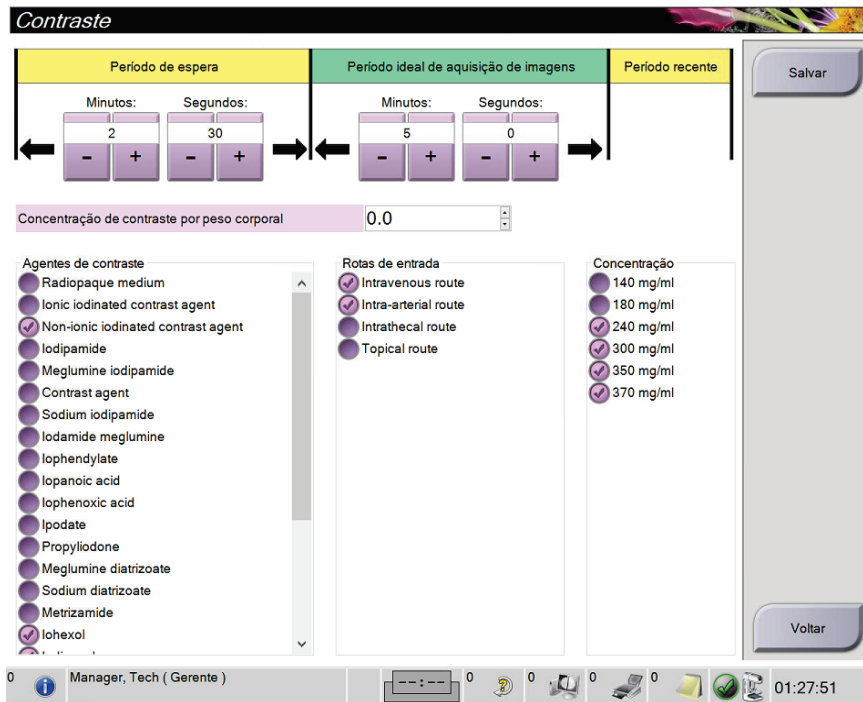 Contraste
Período de espera
Período ideal de aquisição de imagens
Período recente
Salvar
Minutos: Segundos: Minutos: Segundos:
2 30 5 0
- + - + - + - +
Concentração de contraste por peso corporal 0.0
Agentes de contraste
Radiopaque medium
Ionic iodinated contrast agent
Non-ionic iodinated contrast agent
Iodipamide
Meglumine iodipamide
Contrast agent
Sodium iodipamide
Iodamide meglumine
Iophendylate
Iopanoic acid
Iophenoxic acid
Ipodate
Propyliodone
Meglumine diatrizoate
Sodium diatrizoate
Metrizamide
Iohexol
Rotas de entrada
Intravenous route
Intra-arterial route
Intrathecal route
Topical route
Concentração
140 mg/ml
180 mg/ml
240 mg/ml
300 mg/ml
350 mg/ml
370 mg/ml
Voltar
0 Manager, Tech ( Gerente ) --:-- 0 0 0 0 01:27:51